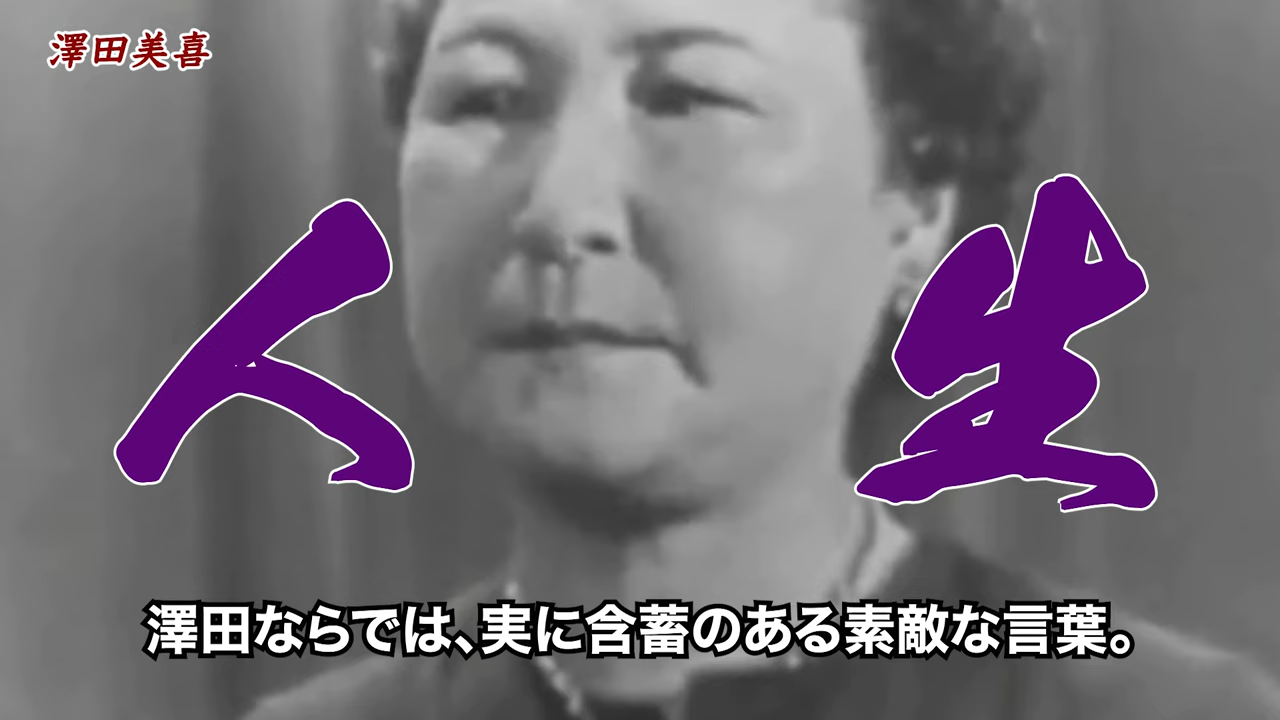 澤田美喜
人生
澤田ならでは、実に含蓄のある素敵な言葉。